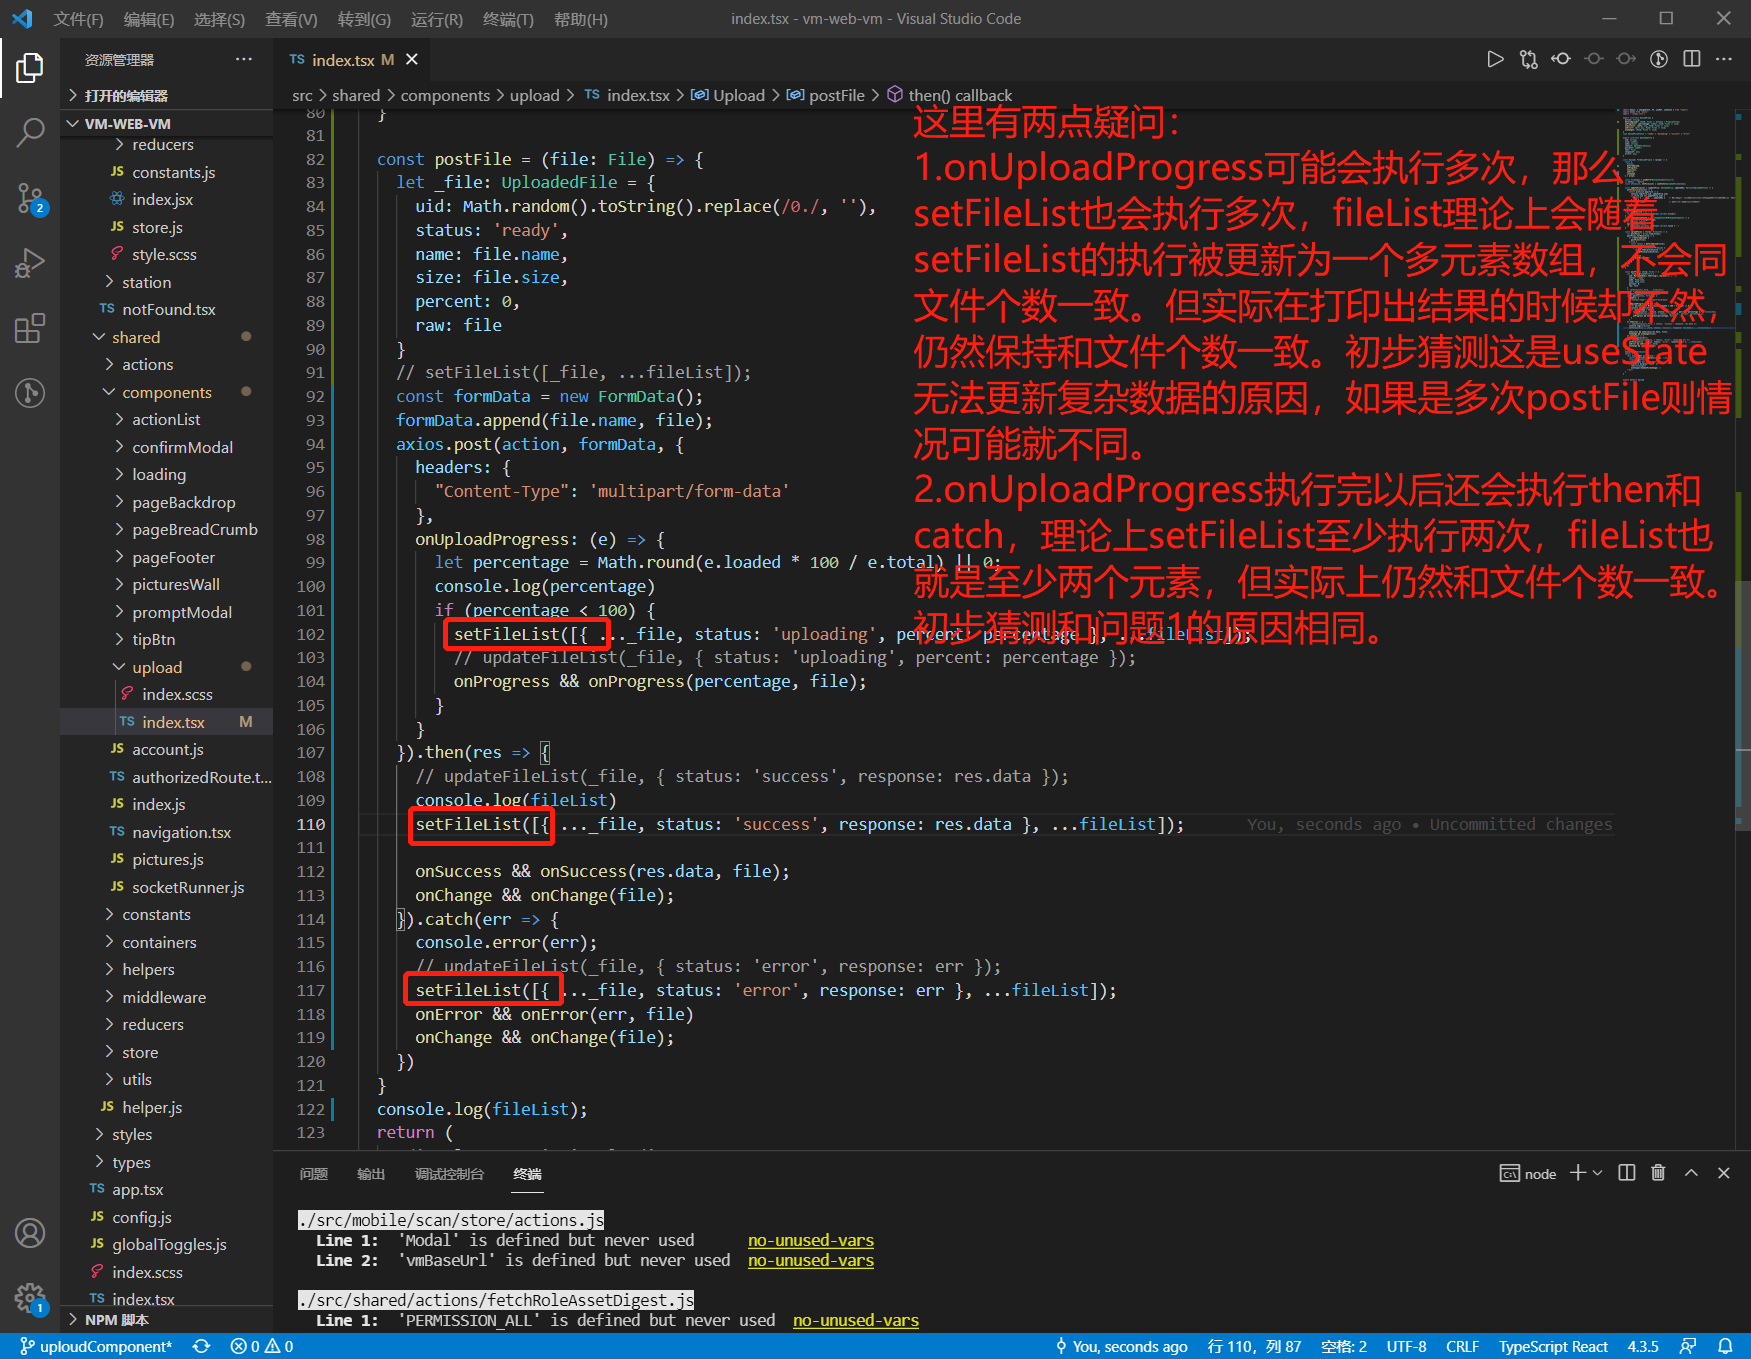 文件(F) 编辑(E) 选择(S) 查看(V) 转到(G) 运行(R) 终端(T) 帮助(H) index.tsx - vm-web-vm - Visual Studio Code
资源管理器
打开的编辑器
VM-WEB-VM
reducers
JS constants.js
index.jsx
JS store.js
style.scss
station
TS notFound.tsx
shared
actions
components
actionList
confirmModal
loading
pageBackdrop
pageBreadCrumb
pageFooter
picturesWall
promptModal
tipBtn
upload
index.scss
TS index.tsx M
JS account.js
TS authorizedRoute.t...
JS index.js
TS navigation.tsx
JS pictures.js
JS socketRunner.js
constants
containers
helpers
middleware
reducers
store
utils
JS helper.js
styles
types
TS app.tsx
JS config.js
JS globalToggles.js
index.scss
TS index.tsx
NPM 脚本
2
1
TS index.tsx M
src > shared > components > upload > TS index.tsx > Upload > postFile > then() callback
80 }
81
82 const postFile = (file: File) => {
83 let _file: UploadedFile = {
84 uid: Math.random().toString().replace(/0./, ''),
85 status: 'ready',
86 name: file.name,
87 size: file.size,
88 percent: 0,
89 raw: file
90 }
91 // setFileList([_file, ...fileList]);
92 const formData = new FormData();
93 formData.append(file.name, file);
94 axios.post(action, formData, {
95 headers: {
96 "Content-Type": 'multipart/form-data'
97 },
98 onUploadProgress: (e) => {
99 let percentage = Math.round(e.loaded * 100 / e.total) || 0;
100 console.log(percentage)
101 if (percentage < 100) {
102 setFileList([{ ..._file, status: 'uploading', percent: percentage }, ...fileList]);
103 // updateFileList(_file, { status: 'uploading', percent: percentage });
104 onProgress && onProgress(percentage, file);
105 }
106 }
107 }).then(res => {
108 // updateFileList(_file, { status: 'success', response: res.data });
109 console.log(fileList)
110 setFileList([{ ..._file, status: 'success', response: res.data }, ...fileList]); You, seconds ago • Uncommitted changes
111
112 onSuccess && onSuccess(res.data, file);
113 onChange && onChange(file);
114 }).catch(err => {
115 console.error(err);
116 // updateFileList(_file, { status: 'error', response: err });
117 setFileList([{ ..._file, status: 'error', response: err }, ...fileList]);
118 onError && onError(err, file)
119 onChange && onChange(file);
120 })
121 }
122 console.log(fileList);
123 return (
这里有两点疑问：
1.onUploadProgress可能会执行多次，那么
setFileList也会执行多次，fileList理论上会随着
setFileList的执行被更新为一个多元素数组，不会同
文件个数一致。但实际在打印出结果的时候却不然，
仍然保持和文件个数一致。初步猜测这是useState
无法更新复杂数据的原因，如果是多次postFile则情
况可能就不同。
2.onUploadProgress执行完以后还会执行then和
catch，理论上setFileList至少执行两次，fileList也
就是至少两个元素，但实际上仍然和文件个数一致。
初步猜测和问题1的原因相同。
问题 输出 调试控制台 终端 node
./src/mobile/scan/store/actions.js
Line 1: 'Modal' is defined but never used no-unused-vars
Line 2: 'vmBaseUrl' is defined but never used no-unused-vars
./src/shared/actions/fetchRoleAssetDigest.js
Line 1: 'PERMISSION_ALL' is defined but never used no-unused-vars
uploudComponent* 0 0 You, seconds ago 行 110，列 87 空格: 2 UTF-8 CRLF TypeScript React 4.3.5